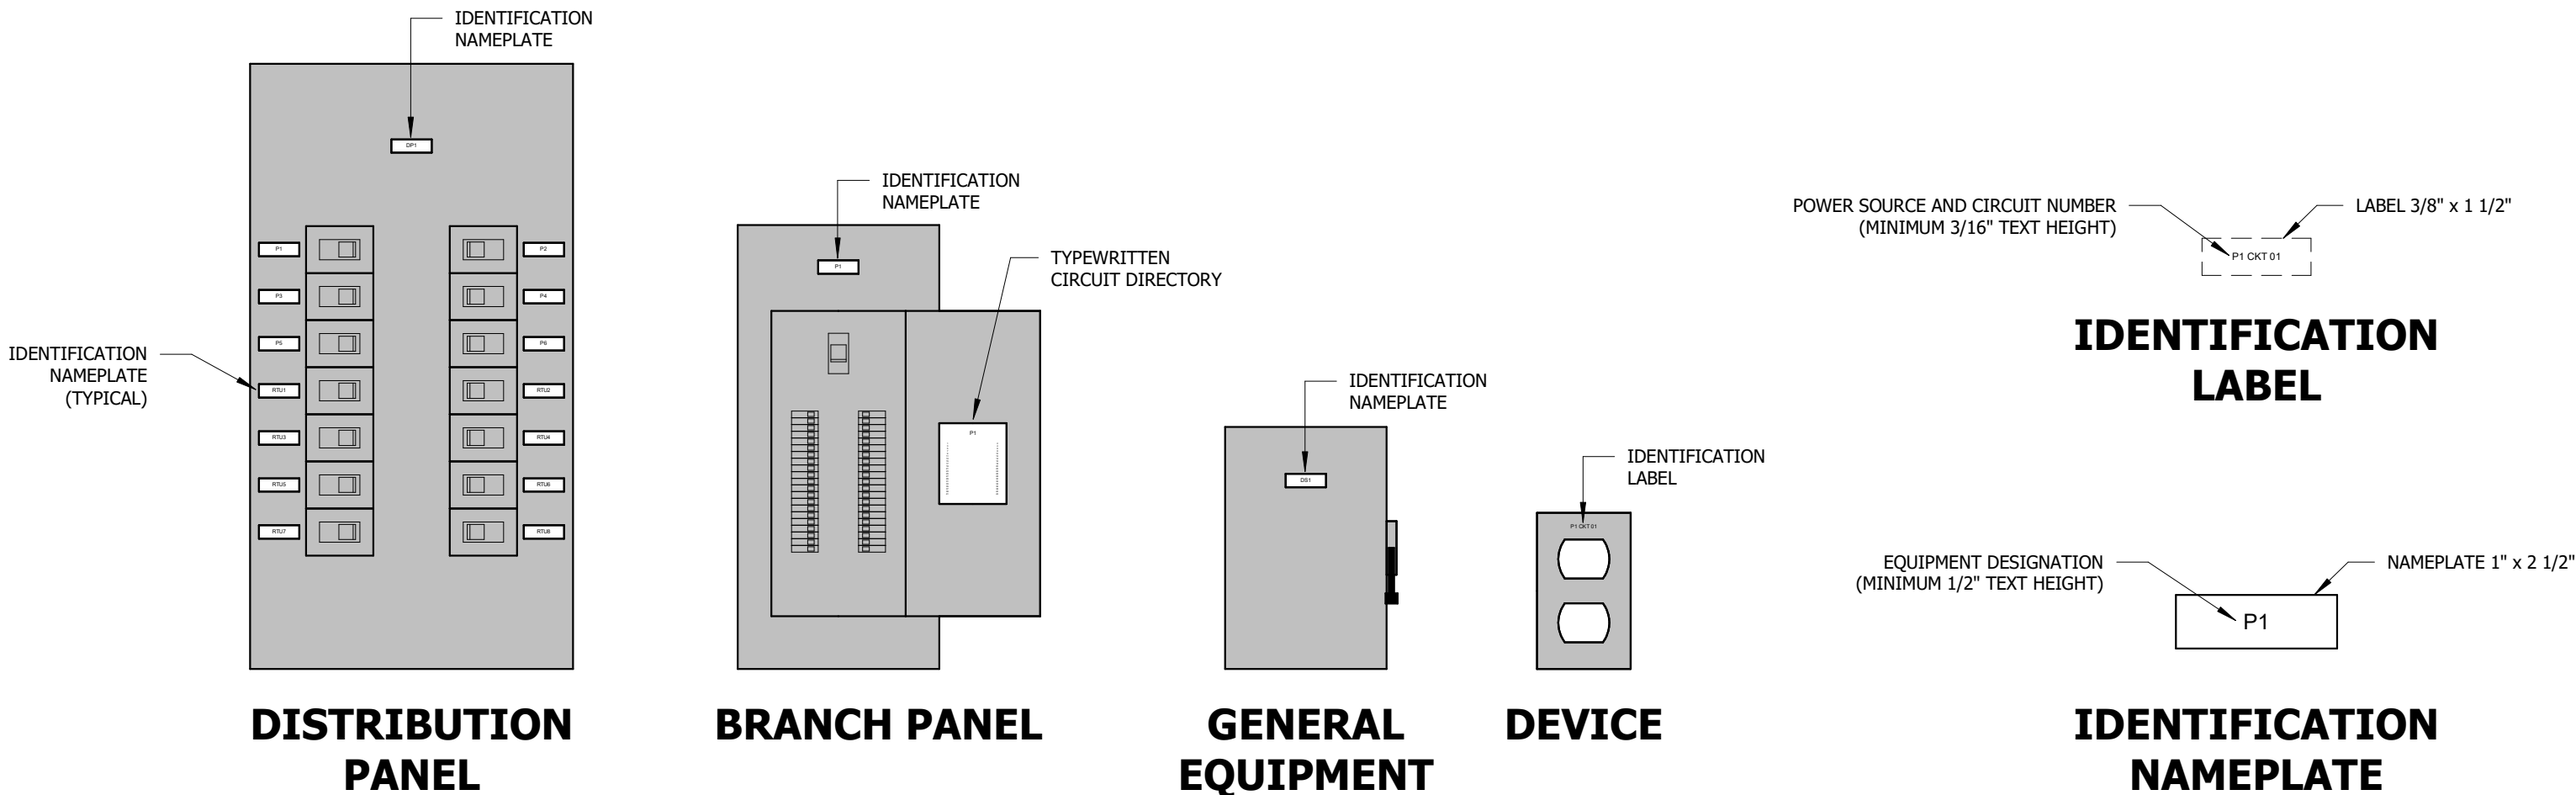 IDENTIFICATION
NAMEPLATE
DP1
P1
P2
P3
P4
P5
P6
RTU1
RTU2
RTU3
RTU4
RTU5
RTU6
RTU7
RTU8
IDENTIFICATION
NAMEPLATE
(TYPICAL)
DISTRIBUTION
PANEL
IDENTIFICATION
NAMEPLATE
P1
TYPEWRITTEN
CIRCUIT DIRECTORY
P1
BRANCH PANEL
IDENTIFICATION
NAMEPLATE
DS1
GENERAL
EQUIPMENT
IDENTIFICATION
LABEL
P1 CKT 01
DEVICE
POWER SOURCE AND CIRCUIT NUMBER
(MINIMUM 3/16" TEXT HEIGHT)
LABEL 3/8" x 1 1/2"
P1 CKT 01
IDENTIFICATION
LABEL
EQUIPMENT DESIGNATION
(MINIMUM 1/2" TEXT HEIGHT)
NAMEPLATE 1" x 2 1/2"
P1
IDENTIFICATION
NAMEPLATE